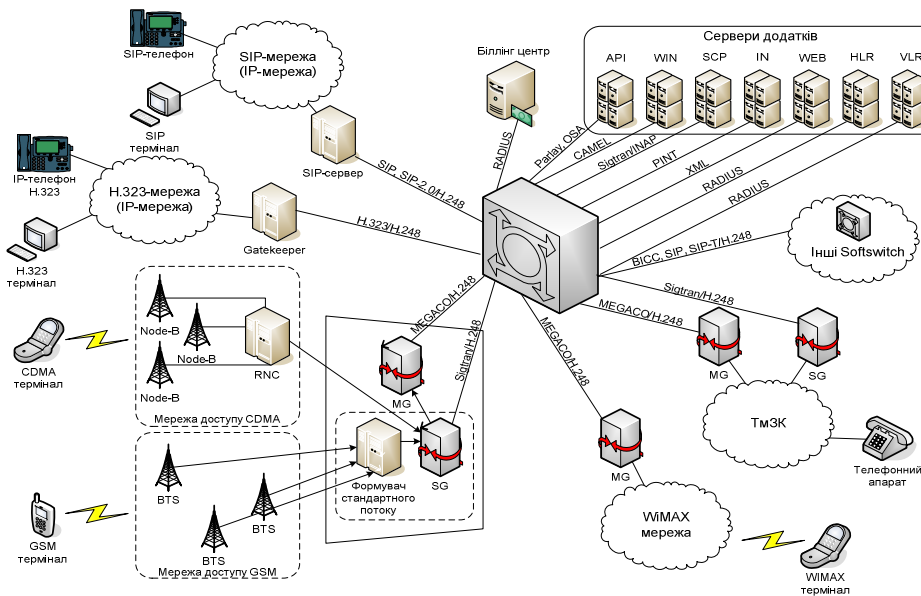 SIP-телефон
SIP-мережа
(IP-мережа)
SIP
термінал
SIP-сервер
Біллінг центр
Сервери додатків
API
WIN
SCP
IN
WEB
HLR
VLR
RADIUS
Parlay, OSA
CAMEL
Sigtran/INAP
PINT
XML
RADIUS
RADIUS
SIP, SIP-2.0/H.248
IP-телефон
H.323
H.323-мережа
(IP-мережа)
H.323
термінал
Gatekeeper
H.323/H.248
BICC, SIP, SIP-T/H.248
Інші Softswitch
Sigtran/H.248
MEGACO/H.248
MEGACO/H.248
Sigtran/H.248
MEGACO/H.248
Node-B
Node-B
Node-B
RNC
CDMA
термінал
Мережа доступу CDMA
MG
MG
SG
ТмЗК
Телефонний
апарат
BTS
BTS
BTS
GSM
термінал
Мережа доступу GSM
Формувач
стандартного
потоку
SG
MG
WiMAX
мережа
WIMAX
термінал